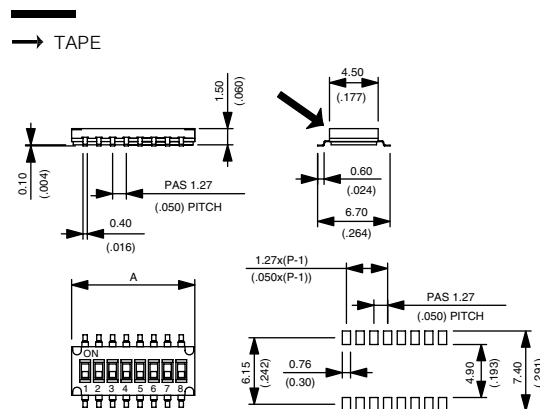 → TAPE
4.50
(.177)
1.50
(.060)
0.10
(.004)
PAS 1.27
(.050) PITCH
0.40
(.016)
0.60
(.024)
6.70
(.264)
A
1.27x(P-1)
(.050x(P-1))
PAS 1.27
(.050) PITCH
ON
1 2 3 4 5 6 7 8
6.15
(.242)
0.76
(0.30)
4.90
(.193)
7.40
(.291)